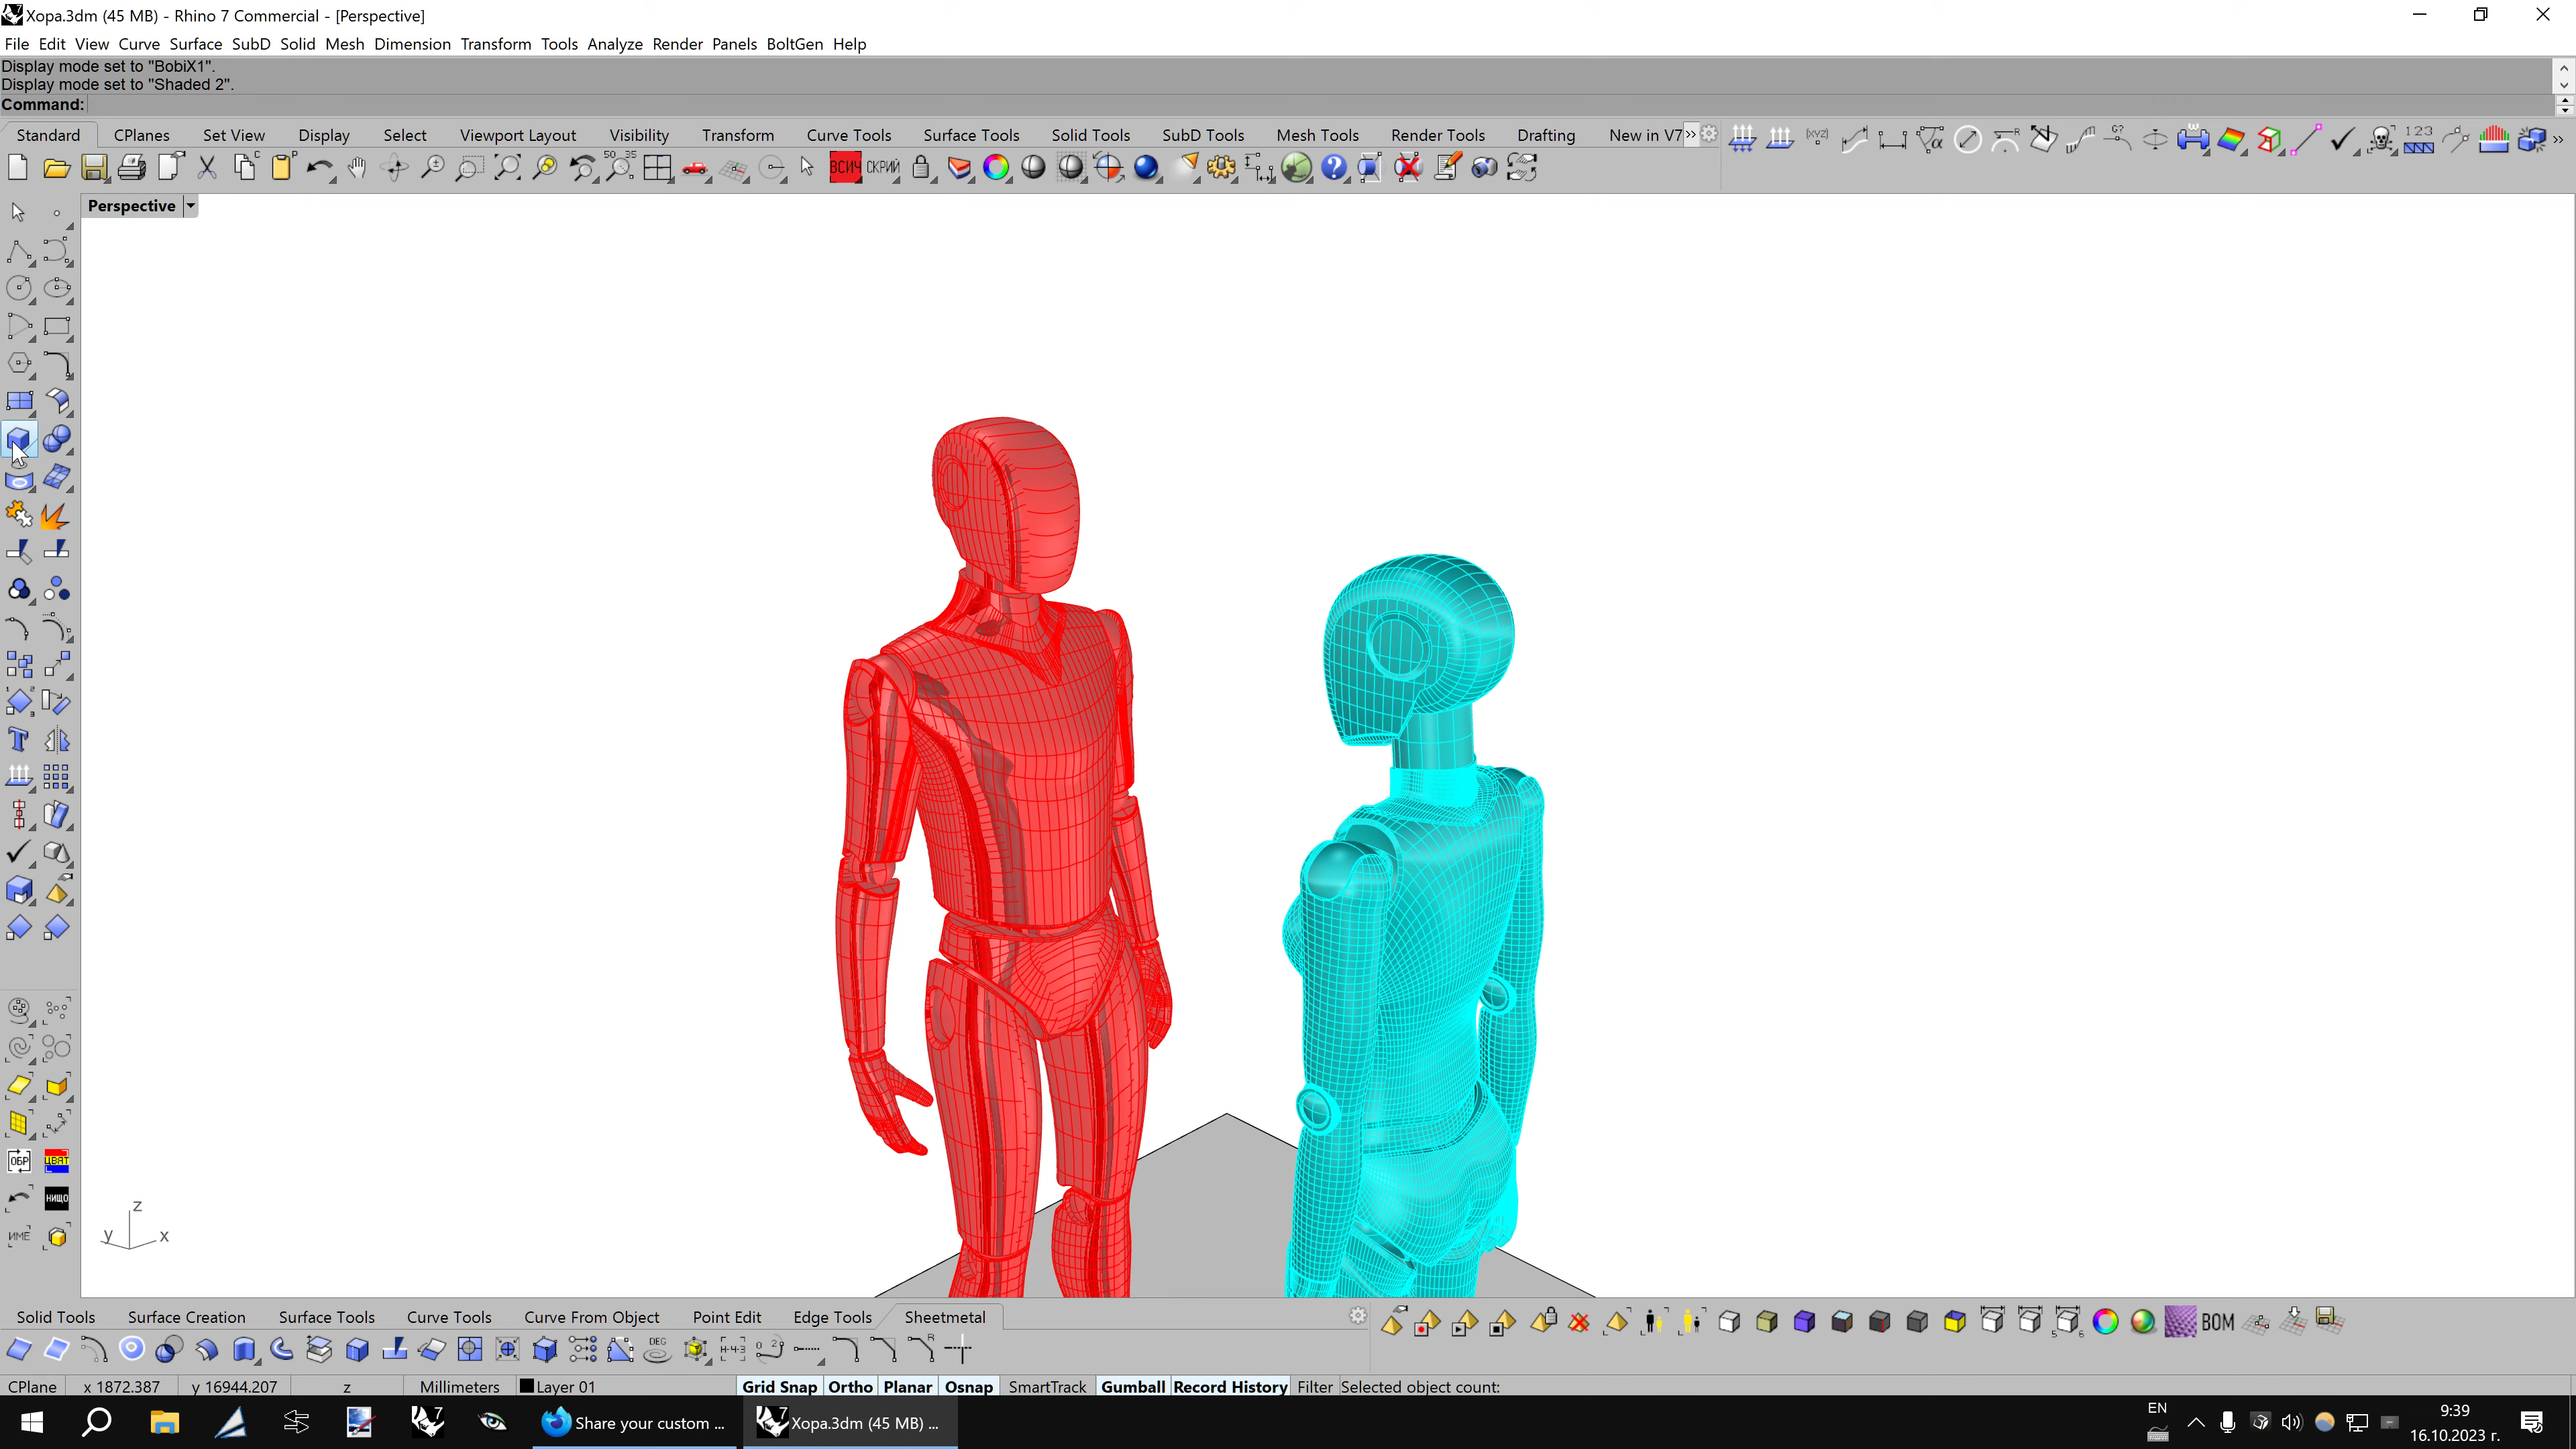 Xopa.3dm (45 MB) - Rhino 7 Commercial - [Perspective]
File Edit View Curve Surface SubD Solid Mesh Dimension Transform Tools Analyze Render Panels BoltGen Help
Display mode set to "BobiX1".
Display mode set to "Shaded 2".
Command:
Standard CPlanes Set View Display Select Viewport Layout Visibility Transform Curve Tools Surface Tools Solid Tools SubD Tools Mesh Tools Render Tools Drafting New in V7
ВСИЧ СКРИЙ
Perspective
ОБР ЦВЯТ
НИЩО
ИМЕ
z
y x
Solid Tools Surface Creation Surface Tools Curve Tools Curve From Object Point Edit Edge Tools Sheetmetal
BOM
DEG
CPlane x 1872.387 y 16944.207 z Millimeters Layer 01 Grid Snap Ortho Planar Osnap SmartTrack Gumball Record History Filter Selected object count:
Share your custom ...
Xopa.3dm (45 MB) ...
EN
9:39
16.10.2023 г.